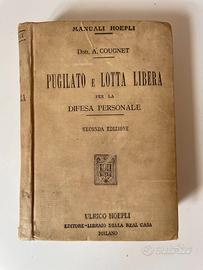 MANUALI HOEPLI
DOTT. A. COUGNET
PUGILATO E LOTTA LIBERA
PER LA
DIFESA PERSONALE
SECONDA EDIZIONE
ULRICO HOEPLI
EDITORE-LIBRAIO DELLA REAL CASA
MILANO
subito